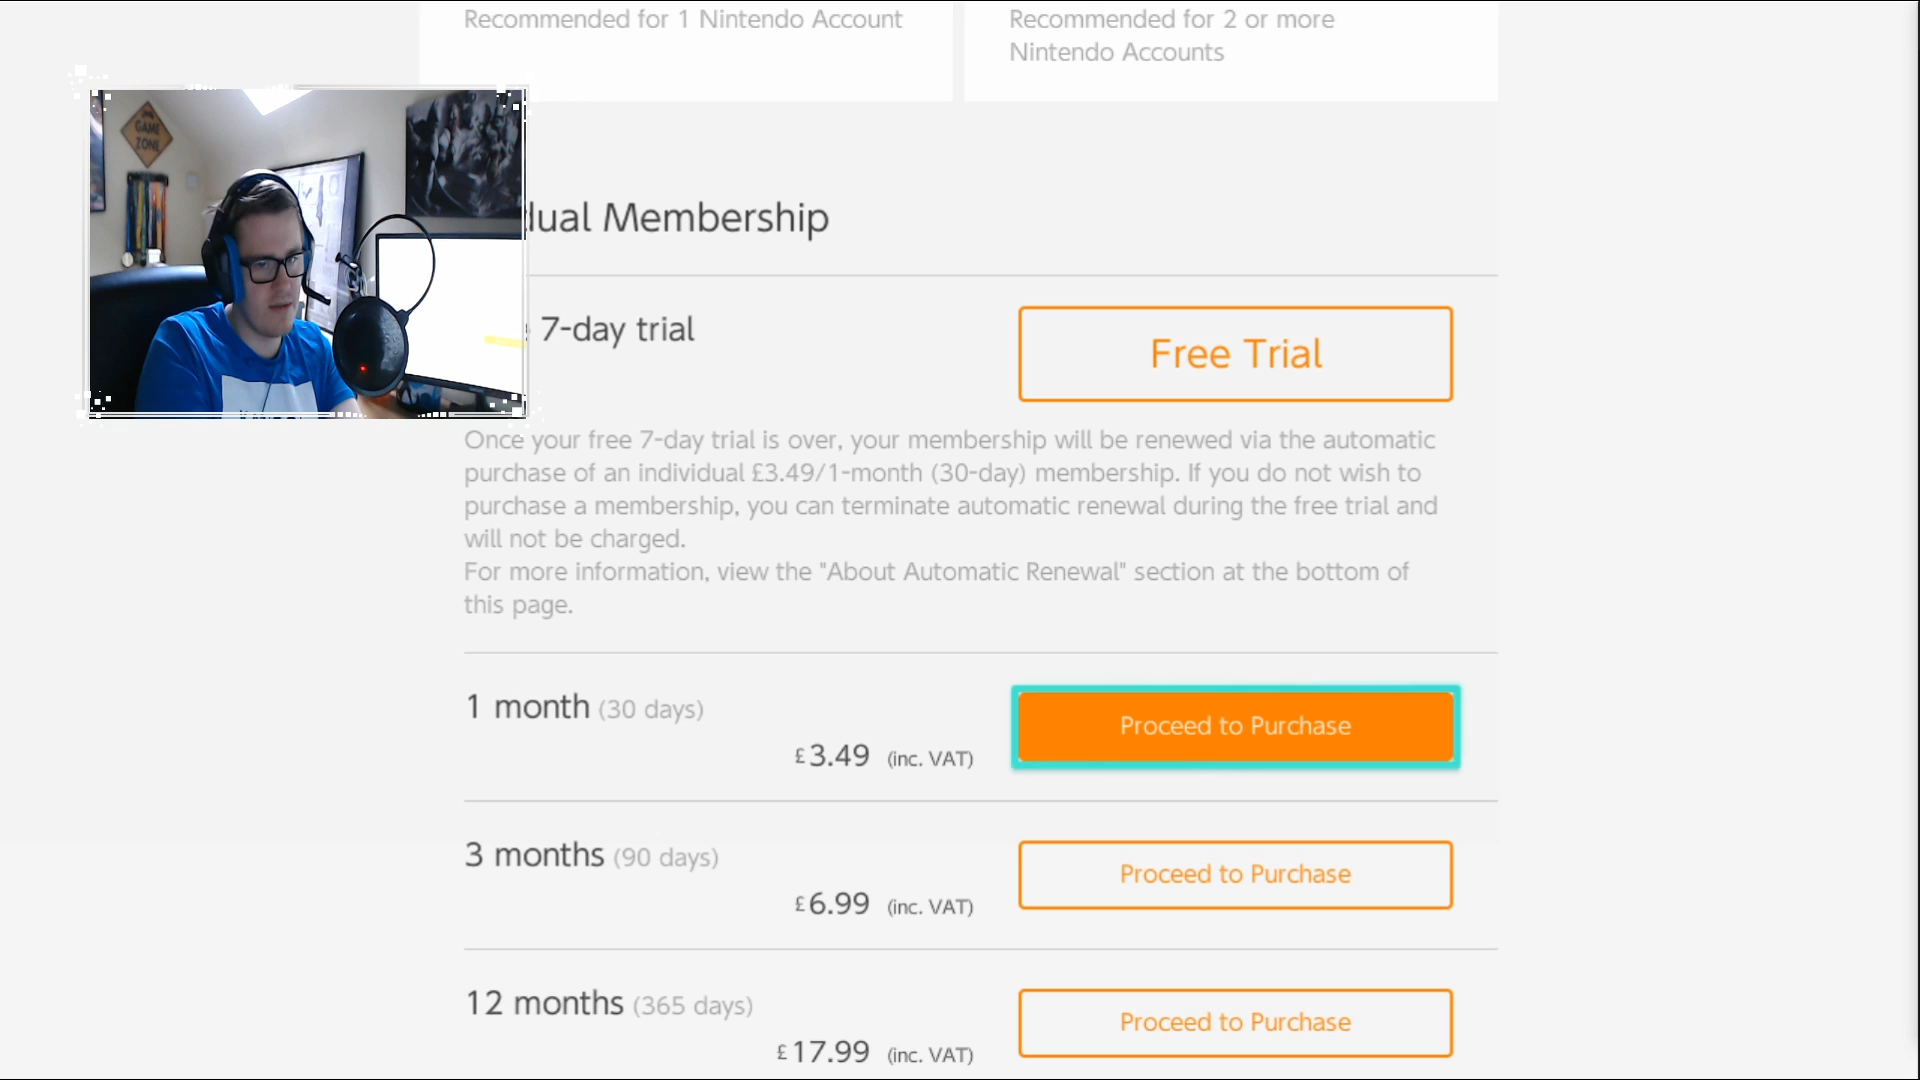 Recommended for 1 Nintendo Account
Recommended for 2 or more
Nintendo Accounts
GAME
ZONE
dual Membership
7-day trial
Free Trial
Once your free 7-day trial is over, your membership will be renewed via the automatic
purchase of an individual £3.49/1-month (30-day) membership. If you do not wish to
purchase a membership, you can terminate automatic renewal during the free trial and
will not be charged.
For more information, view the "About Automatic Renewal" section at the bottom of
this page.
1 month (30 days)
£3.49 (inc. VAT)
Proceed to Purchase
3 months (90 days)
£6.99 (inc. VAT)
Proceed to Purchase
12 months (365 days)
£17.99 (inc. VAT)
Proceed to Purchase